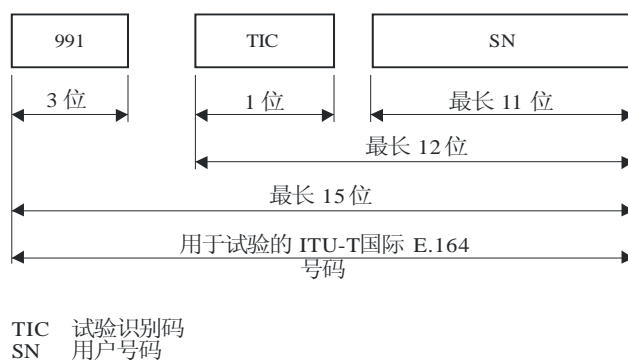 991 TIC SN
3 位 1 位 最长 11 位
最长 12 位
最长 15 位
用于试验的 ITU-T国际 E.164
号码
TIC 试验识别码
SN 用户号码